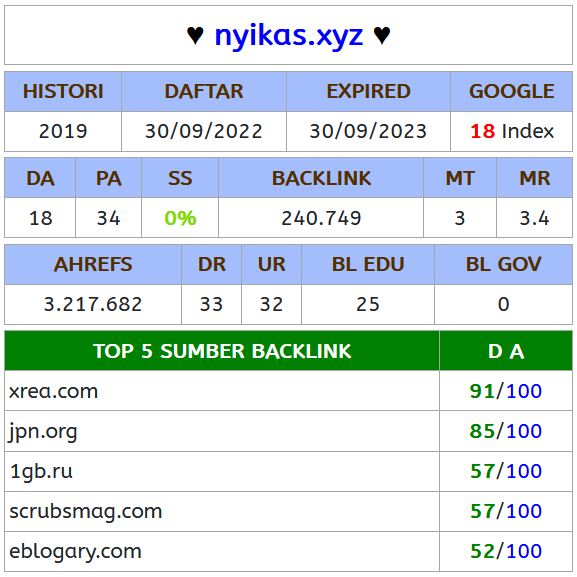 ♥ nyikas.xyz ♥
HISTORI DAFTAR EXPIRED GOOGLE
2019 30/09/2022 30/09/2023 18 Index
DA PA SS BACKLINK MT MR
18 34 0% 240.749 3 3.4
AHREFS DR UR BL EDU BL GOV
3.217.682 33 32 25 0
TOP 5 SUMBER BACKLINK D A
xrea.com 91/100
jpn.org 85/100
1gb.ru 57/100
scrubsmag.com 57/100
eblogary.com 52/100